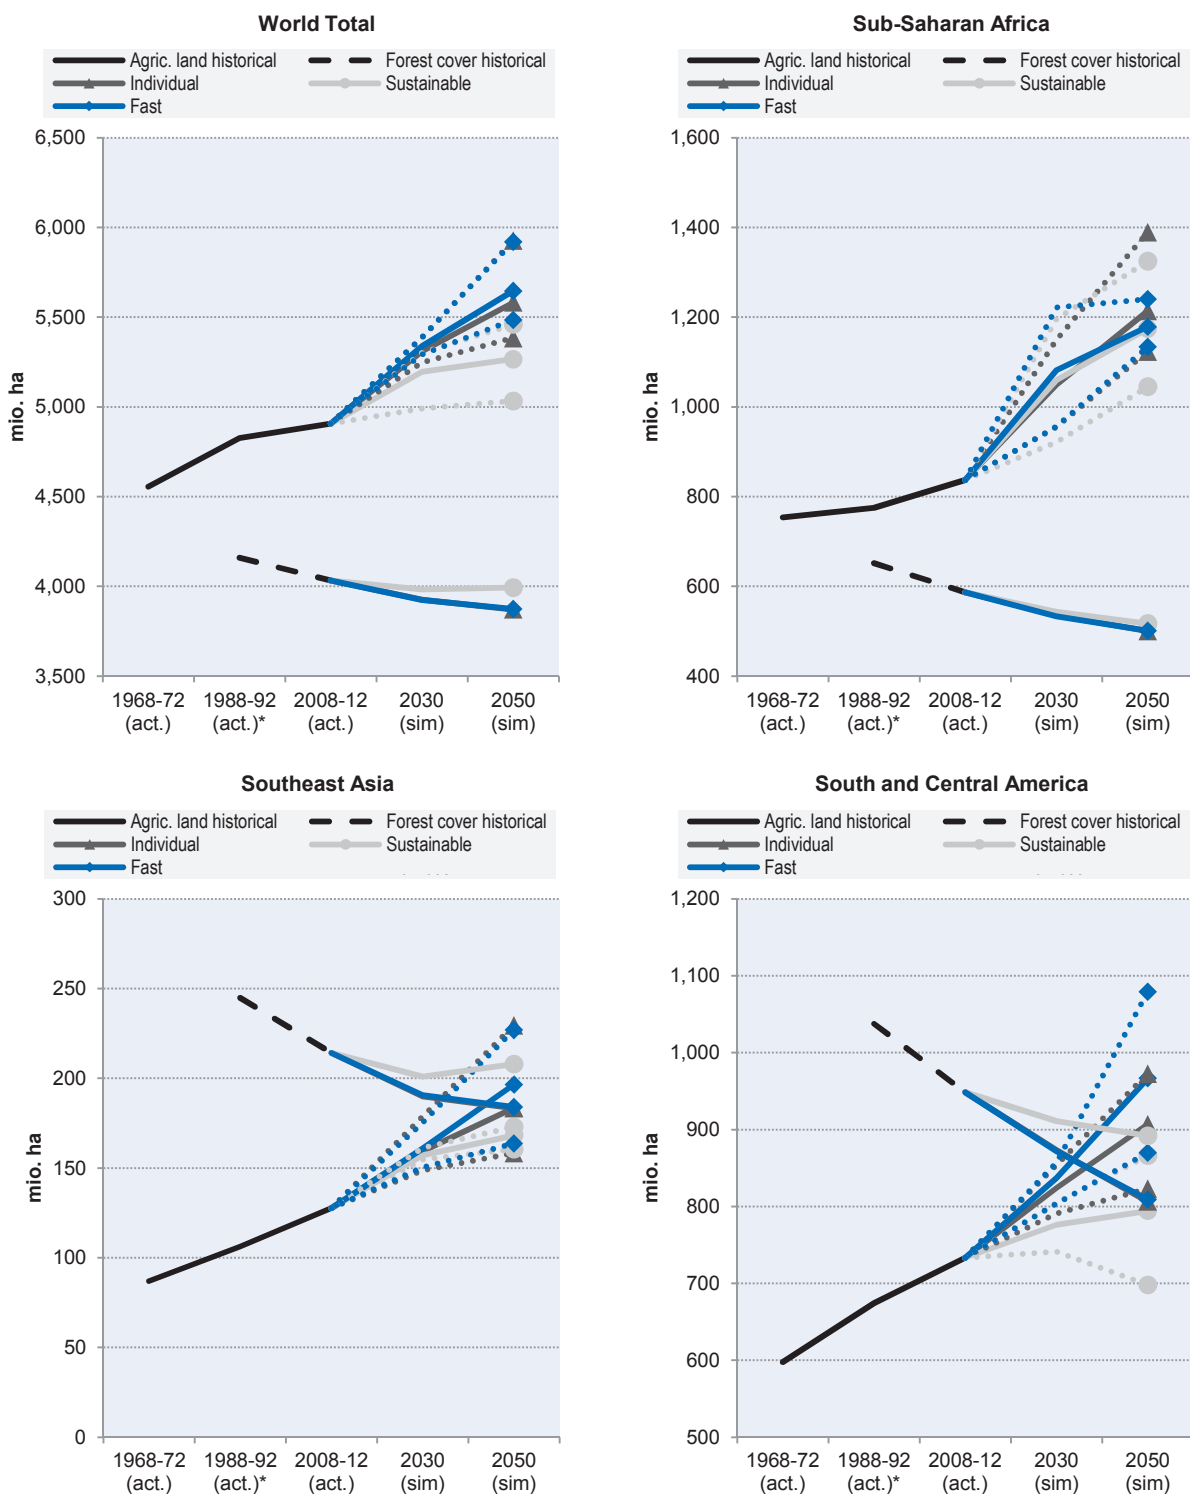 World Total
Agric. land historical
Forest cover historical
Individual
Sustainable
Fast
mio. ha
6,500
6,000
5,500
5,000
4,500
4,000
3,500
1968-72 (act.)
1988-92 (act.)*
2008-12 (act.)
2030 (sim)
2050 (sim)
Sub-Saharan Africa
Agric. land historical
Forest cover historical
Individual
Sustainable
Fast
mio. ha
1,600
1,400
1,200
1,000
800
600
400
1968-72 (act.)
1988-92 (act.)*
2008-12 (act.)
2030 (sim)
2050 (sim)
Southeast Asia
Agric. land historical
Forest cover historical
Individual
Sustainable
Fast
mio. ha
300
250
200
150
100
50
0
1968-72 (act.)
1988-92 (act.)*
2008-12 (act.)
2030 (sim)
2050 (sim)
South and Central America
Agric. land historical
Forest cover historical
Individual
Sustainable
Fast
mio. ha
1,200
1,100
1,000
900
800
700
600
500
1968-72 (act.)
1988-92 (act.)*
2008-12 (act.)
2030 (sim)
2050 (sim)